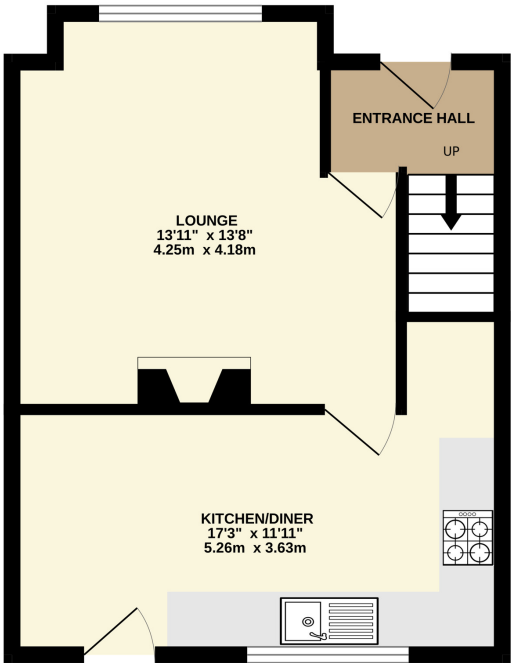 ENTRANCE HALL
UP
LOUNGE
13'11" x 13'8"
4.25m x 4.18m
KITCHEN/DINER
17'3" x 11'11"
5.26m x 3.63m